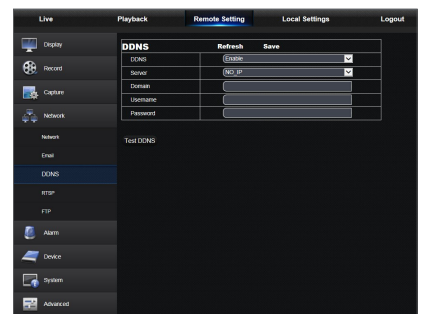 Live Playback Remote Setting Local Settings Logout
Display
Record
Capture
Network
Network
Email
DDNS
RTSP
FTP
Alarm
Device
System
Advanced
DDNS Refresh Save
DDNS Enable
Server NO_IP
Domain
Username
Password
Test DDNS